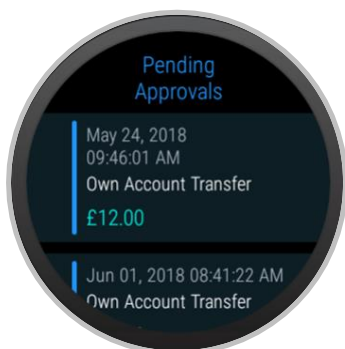 Pending
Approvals
May 24, 2018
09:46:01 AM
Own Account Transfer
£12.00
Jun 01, 2018 08:41:22 AM
Own Account Transfer